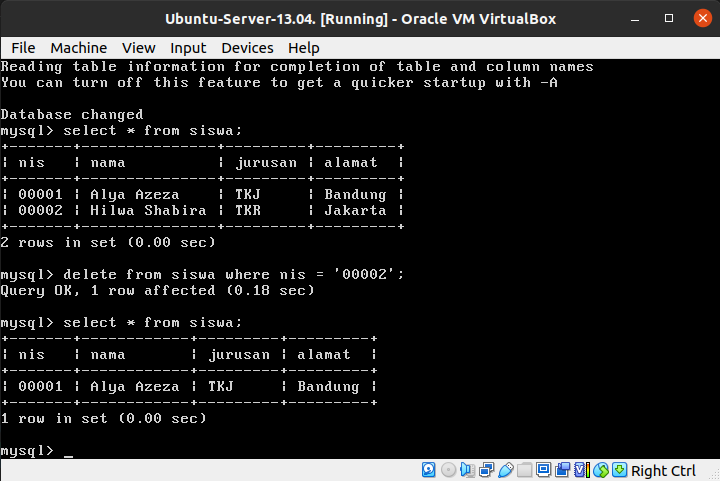 Ubuntu-Server-13.04. [Running] - Oracle VM VirtualBox
File Machine View Input Devices Help
Reading table information for completion of table and column names
You can turn off this feature to get a quicker startup with -A
Database changed
mysql> select * from siswa;
+-------+---------------+---------+---------+
| nis   | nama          | jurusan | alamat  |
+-------+---------------+---------+---------+
| 00001 | Alya Azeza    | TKJ     | Bandung |
| 00002 | Hilwa Shabira | TKR     | Jakarta |
+-------+---------------+---------+---------+
2 rows in set (0.00 sec)
mysql> delete from siswa where nis = '00002';
Query OK, 1 row affected (0.18 sec)
mysql> select * from siswa;
+-------+------------+---------+---------+
| nis   | nama       | jurusan | alamat  |
+-------+------------+---------+---------+
| 00001 | Alya Azeza | TKJ     | Bandung |
+-------+------------+---------+---------+
1 row in set (0.00 sec)
mysql> _
Right Ctrl